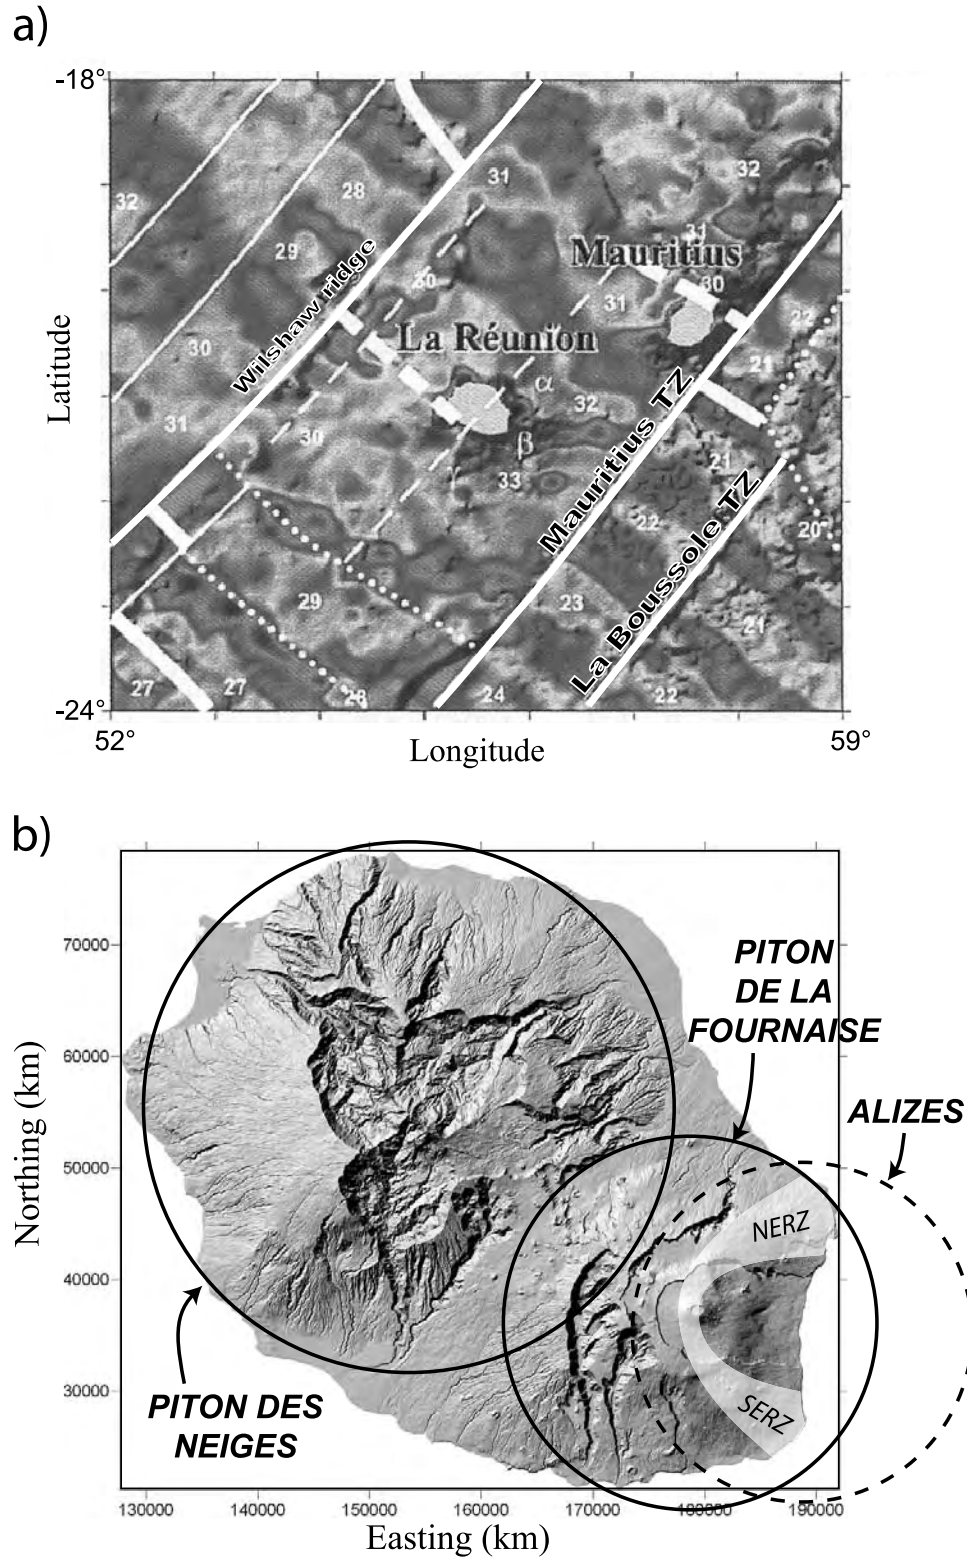 a)
-18°
32
31
32
28
29
31
Mauritius
30
30
Wilshaw ridge
31
22
La Réunion
30
21
Latitude
α
32
31
30
β
21
γ
33
Mauritius TZ
22
20
La Boussole TZ
29
23
21
27
27
28
24
22
-24°
52°
59°
Longitude
b)
70000
PITON
DE LA
FOURNAISE
60000
ALIZES
Northing (km)
50000
NERZ
40000
30000
PITON DES
NEIGES
SERZ
130000
140000
150000
160000
170000
180000
190000
Easting (km)